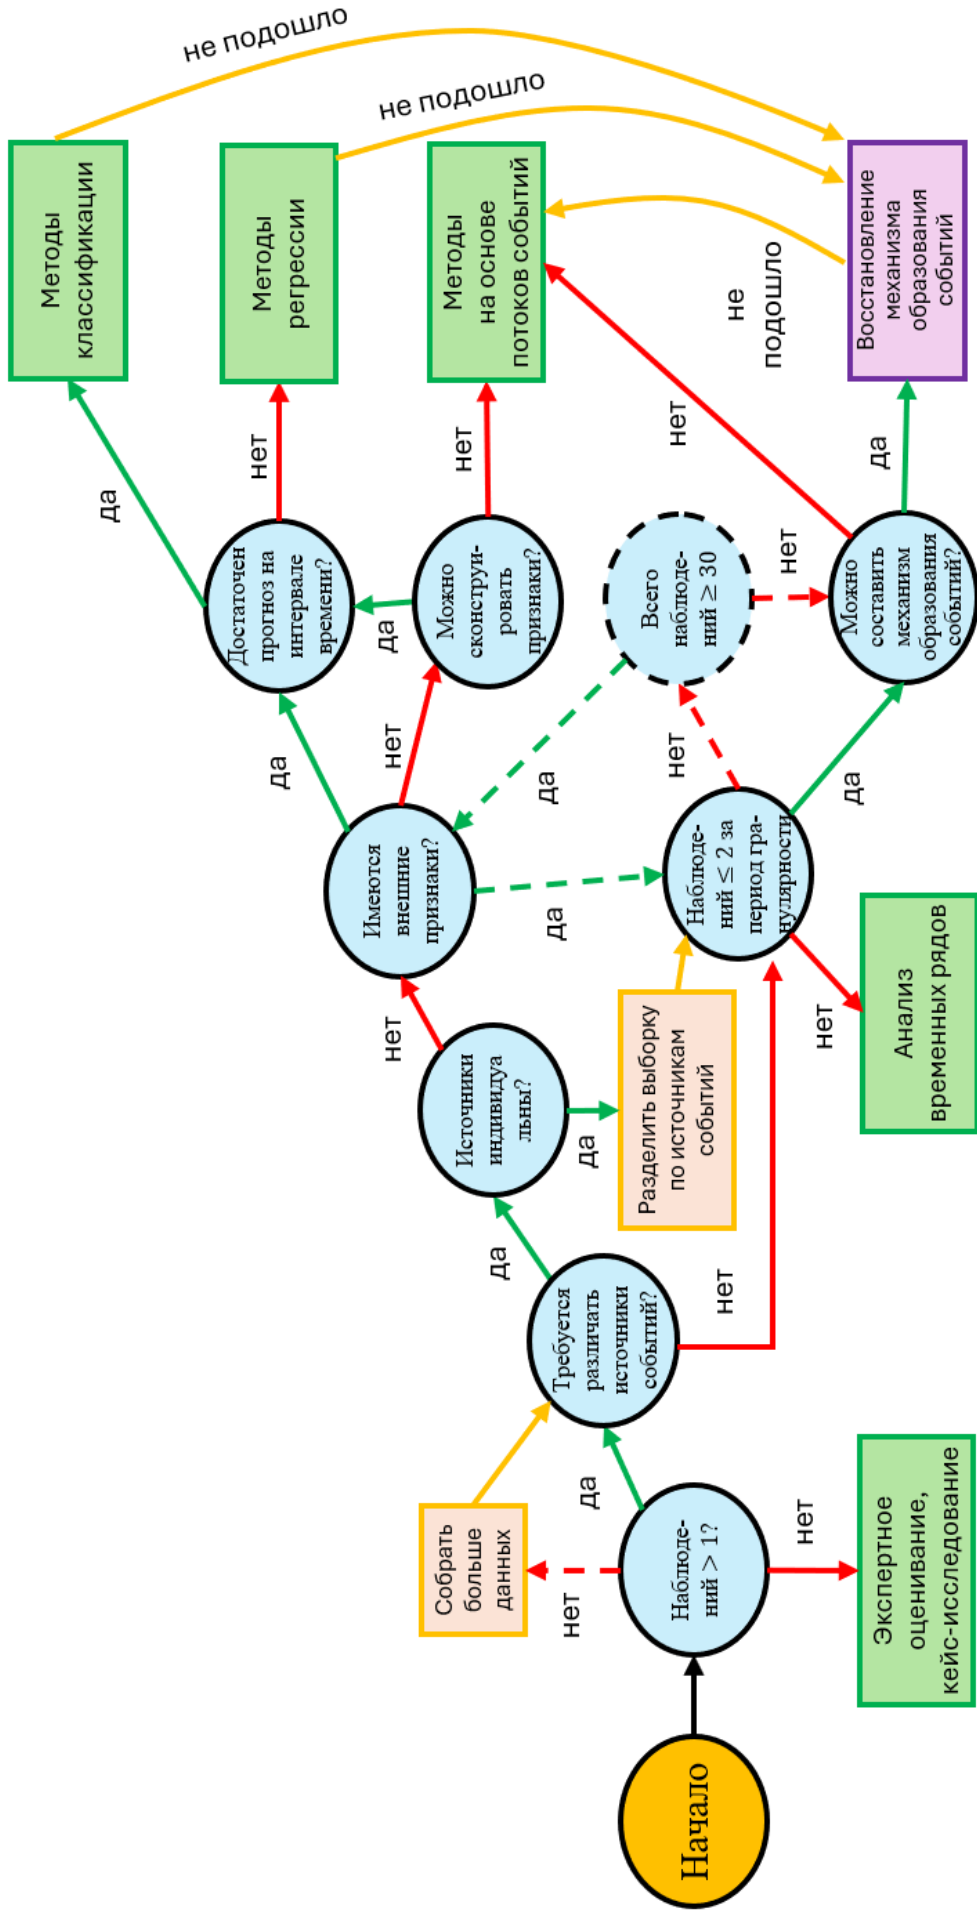 Начало
Наблюде-
ний > 1?
нет
Собрать
больше
данных
нет
Экспертное
оценивание,
кейс-исследование
да
Требуется
различать
источники
событий?
да
нет
Источники
индивидуа
льны?
да
Разделить выборку
по источникам
событий
нет
Имеются
внешние
признаки?
да
Наблюде-
ний ≤ 2 за
период гра-
нулярности
нет
Анализ
временных рядов
да
нет
да
нет
да
Достаточен
прогноз на
интервале
времени?
да
Можно
сконструи-
ровать
признаки?
Всего
наблюде-
ний ≥ 30
нет
Можно
составить
механизм
образования
событий?
да
нет
нет
нет
да
Методы
классификации
Методы
регрессии
Методы
на основе
потоков событий
не
подошло
Восстановление
механизма
образования
событий
не подошло
не подошло